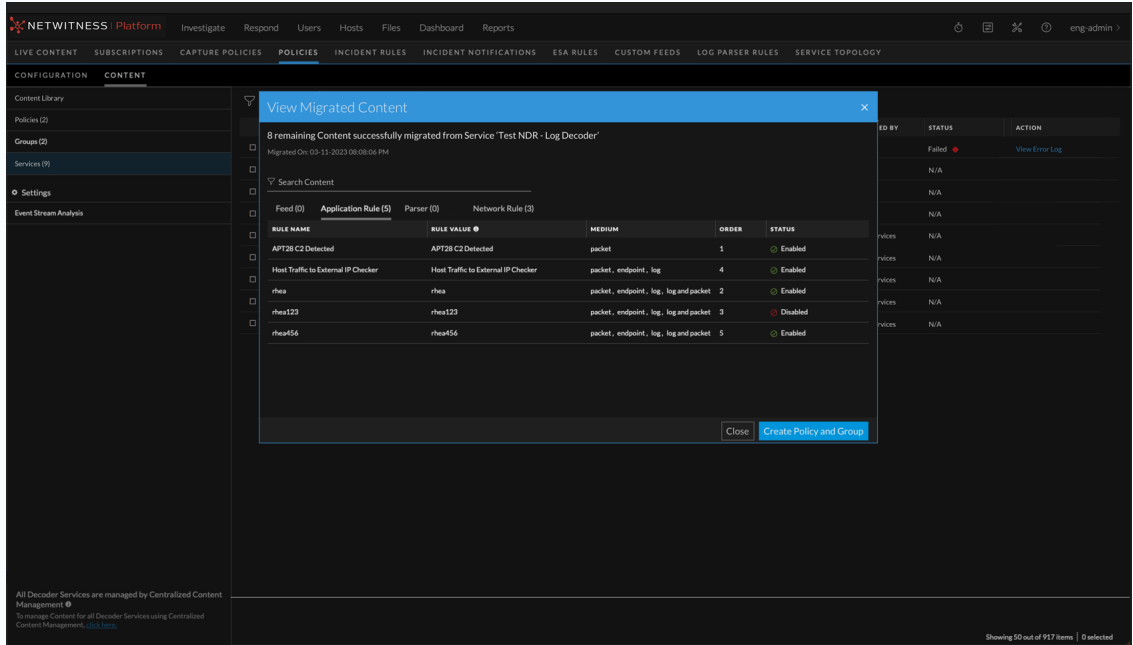 NETWITNESS Platform Investigate Respond Users Hosts Files Dashboard Reports eng-admin >
LIVE CONTENT SUBSCRIPTIONS CAPTURE POLICIES POLICIES INCIDENT RULES INCIDENT NOTIFICATIONS ESA RULES CUSTOM FEEDS LOG PARSER RULES SERVICE TOPOLOGY
CONFIGURATION CONTENT
Content Library
Policies (2)
Groups (2)
Services (9)
Settings
Event Stream Analysis
View Migrated Content
8 remaining Content successfully migrated from Service 'Test NDR - Log Decoder'
Migrated On: 03-11-2023 08:08:06 PM
Search Content
Feed (0) Application Rule (5) Parser (0) Network Rule (3)
RULE NAME RULE VALUE MEDIUM ORDER STATUS
APT28 C2 Detected APT28 C2 Detected packet 1 Enabled
Host Traffic to External IP Checker Host Traffic to External IP Checker packet , endpoint , log 4 Enabled
rhea rhea packet , endpoint , log , log and packet 2 Enabled
rhea123 rhea123 packet , endpoint , log , log and packet 3 Disabled
rhea456 rhea456 packet , endpoint , log , log and packet 5 Enabled
Close Create Policy and Group
ED BY STATUS ACTION
Failed View Error Log
N/A
N/A
N/A
rvices N/A
rvices N/A
rvices N/A
rvices N/A
rvices N/A
All Decoder Services are managed by Centralized Content
Management
To manage Content for all Decoder Services using Centralized
Content Management, click here.
Showing 50 out of 917 items | 0 selected